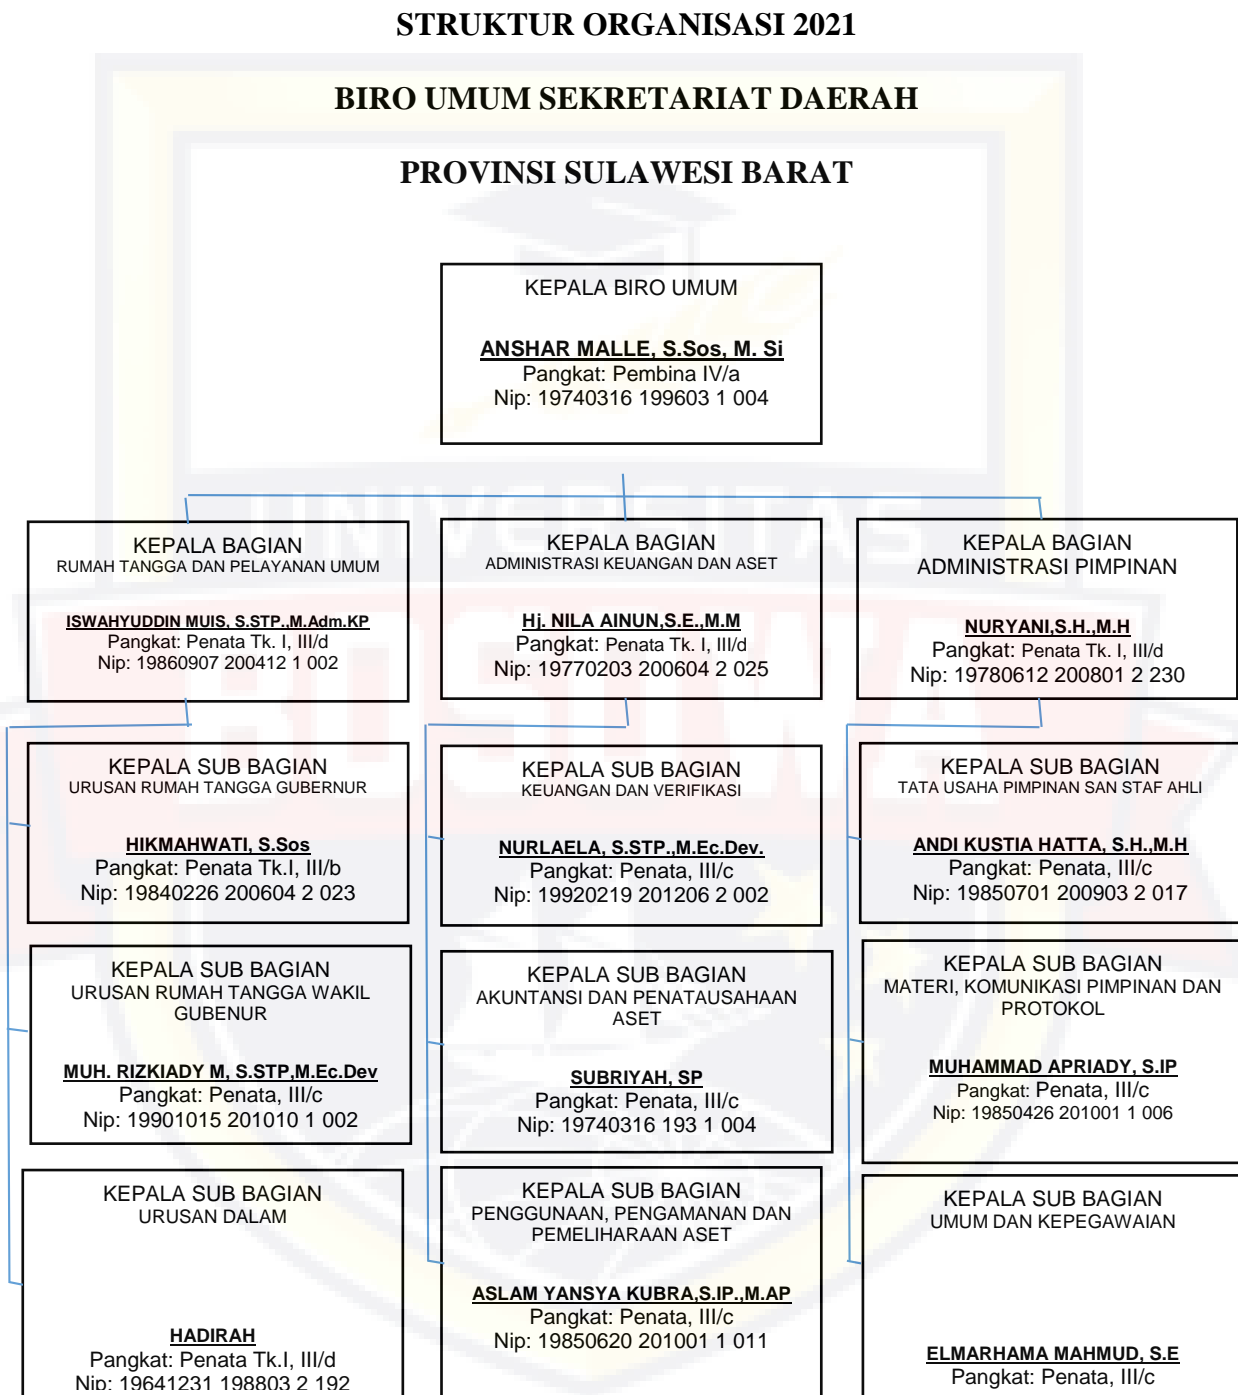 STRUKTUR ORGANISASI 2021
BIRO UMUM SEKRETARIAT DAERAH
PROVINSI SULAWESI BARAT
KEPALA BIRO UMUM
ANSHAR MALLE, S.Sos, M. Si
Pangkat: Pembina IV/a
Nip: 19740316 199603 1 004
UNIVERSITAS
BOSOWA
KEPALA BAGIAN
RUMAH TANGGA DAN PELAYANAN UMUM
ISWAHYUDDIN MUIS, S.STP.,M.Adm.KP
Pangkat: Penata Tk. I, III/d
Nip: 19860907 200412 1 002
KEPALA BAGIAN
ADMINISTRASI KEUANGAN DAN ASET
Hj. NILA AINUN,S.E.,M.M
Pangkat: Penata Tk. I, III/d
Nip: 19770203 200604 2 025
KEPALA BAGIAN
ADMINISTRASI PIMPINAN
NURYANI,S.H.,M.H
Pangkat: Penata Tk. I, III/d
Nip: 19780612 200801 2 230
KEPALA SUB BAGIAN
URUSAN RUMAH TANGGA GUBERNUR
HIKMAHWATI, S.Sos
Pangkat: Penata Tk.I, III/b
Nip: 19840226 200604 2 023
KEPALA SUB BAGIAN
KEUANGAN DAN VERIFIKASI
NURLAELA, S.STP.,M.Ec.Dev.
Pangkat: Penata, III/c
Nip: 19920219 201206 2 002
KEPALA SUB BAGIAN
TATA USAHA PIMPINAN SAN STAF AHLI
ANDI KUSTIA HATTA, S.H.,M.H
Pangkat: Penata, III/c
Nip: 19850701 200903 2 017
KEPALA SUB BAGIAN
URUSAN RUMAH TANGGA WAKIL
GUBENUR
MUH. RIZKIADY M, S.STP,M.Ec.Dev
Pangkat: Penata, III/c
Nip: 19901015 201010 1 002
KEPALA SUB BAGIAN
AKUNTANSI DAN PENATAUSAHAAN
ASET
SUBRIYAH, SP
Pangkat: Penata, III/c
Nip: 19740316 193 1 004
KEPALA SUB BAGIAN
MATERI, KOMUNIKASI PIMPINAN DAN
PROTOKOL
MUHAMMAD APRIADY, S.IP
Pangkat: Penata, III/c
Nip: 19850426 201001 1 006
KEPALA SUB BAGIAN
URUSAN DALAM
HADIRAH
Pangkat: Penata Tk.I, III/d
Nip: 19641231 198803 2 192
KEPALA SUB BAGIAN
PENGGUNAAN, PENGAMANAN DAN
PEMELIHARAAN ASET
ASLAM YANSYA KUBRA,S.IP.,M.AP
Pangkat: Penata, III/c
Nip: 19850620 201001 1 011
KEPALA SUB BAGIAN
UMUM DAN KEPEGAWAIAN
ELMARHAMA MAHMUD, S.E
Pangkat: Penata, III/c